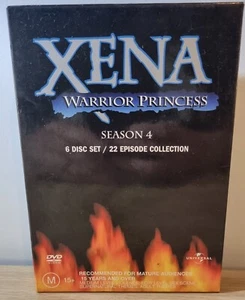 XENA
WARRIOR PRINCESS
SEASON 4
6 DISC SET / 22 EPISODE COLLECTION
DVD
UNIVERSAL
M 15+
RECOMMENDED FOR MATURE AUDIENCES
15 YEARS AND OVER